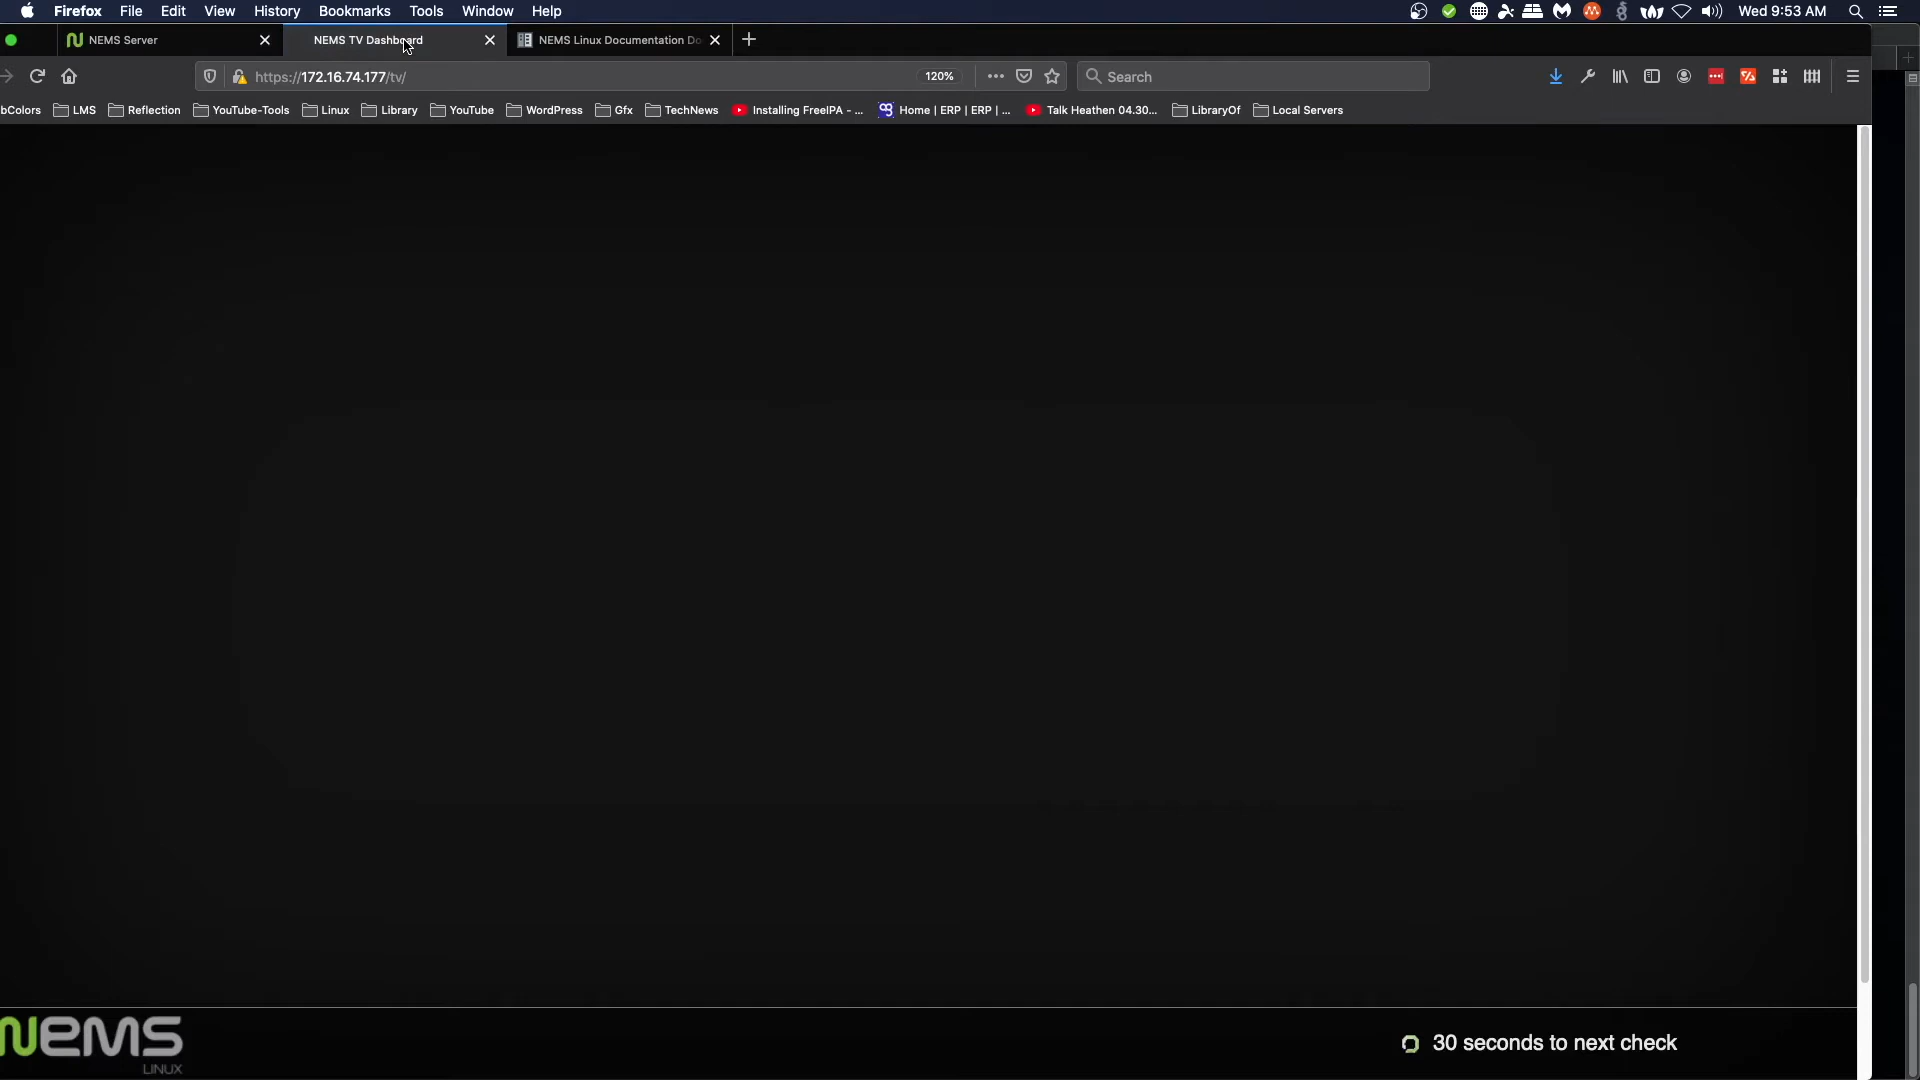 Firefox File Edit View History Bookmarks Tools Window Help Wed 9:53 AM
NEMS Server NEMS TV Dashboard NEMS Linux Documentation Do
https://172.16.74.177/tv/ 120% Search
bColors LMS Reflection YouTube-Tools Linux Library YouTube WordPress Gfx TechNews Installing FreeIPA - ... Home | ERP | ERP | ... Talk Heathen 04.30... LibraryOf Local Servers
NEMS
LINUX
30 seconds to next check